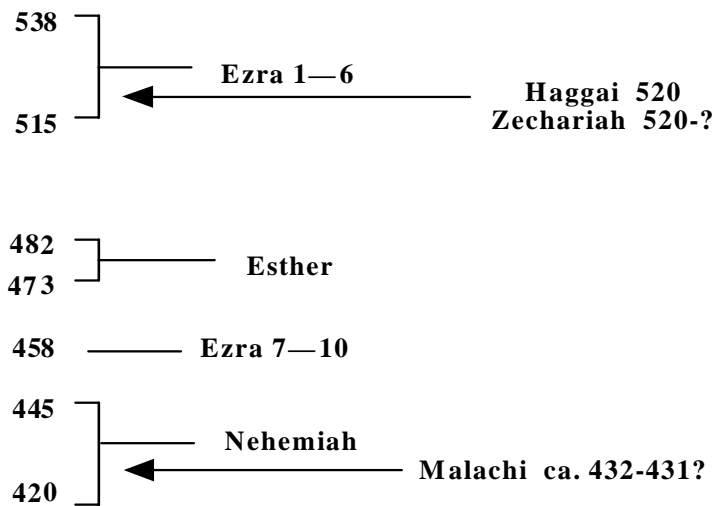 538
Ezra 1—6
Haggai 520
515
Zechariah 520-?
482
Esther
473
458
Ezra 7—10
445
Nehemiah
Malachi ca. 432-431?
420